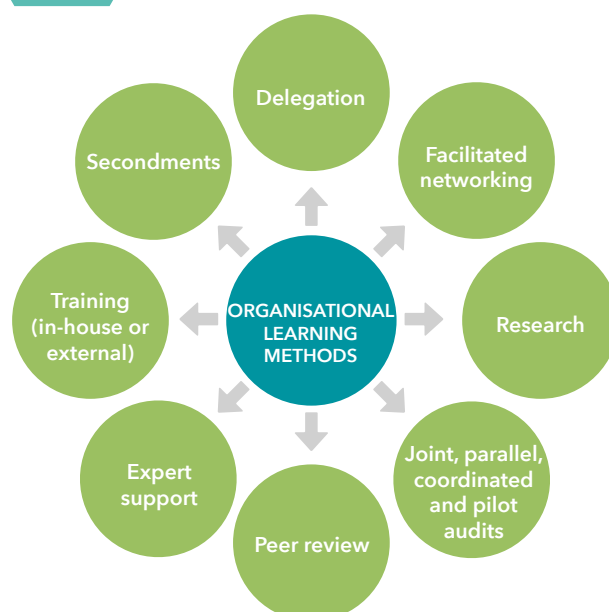 Delegation
Facilitated
networking
Research
Joint, parallel,
coordinated
and pilot
audits
Peer review
Expert
support
Training
(in-house or
external)
Secondments
ORGANISATIONAL
LEARNING
METHODS